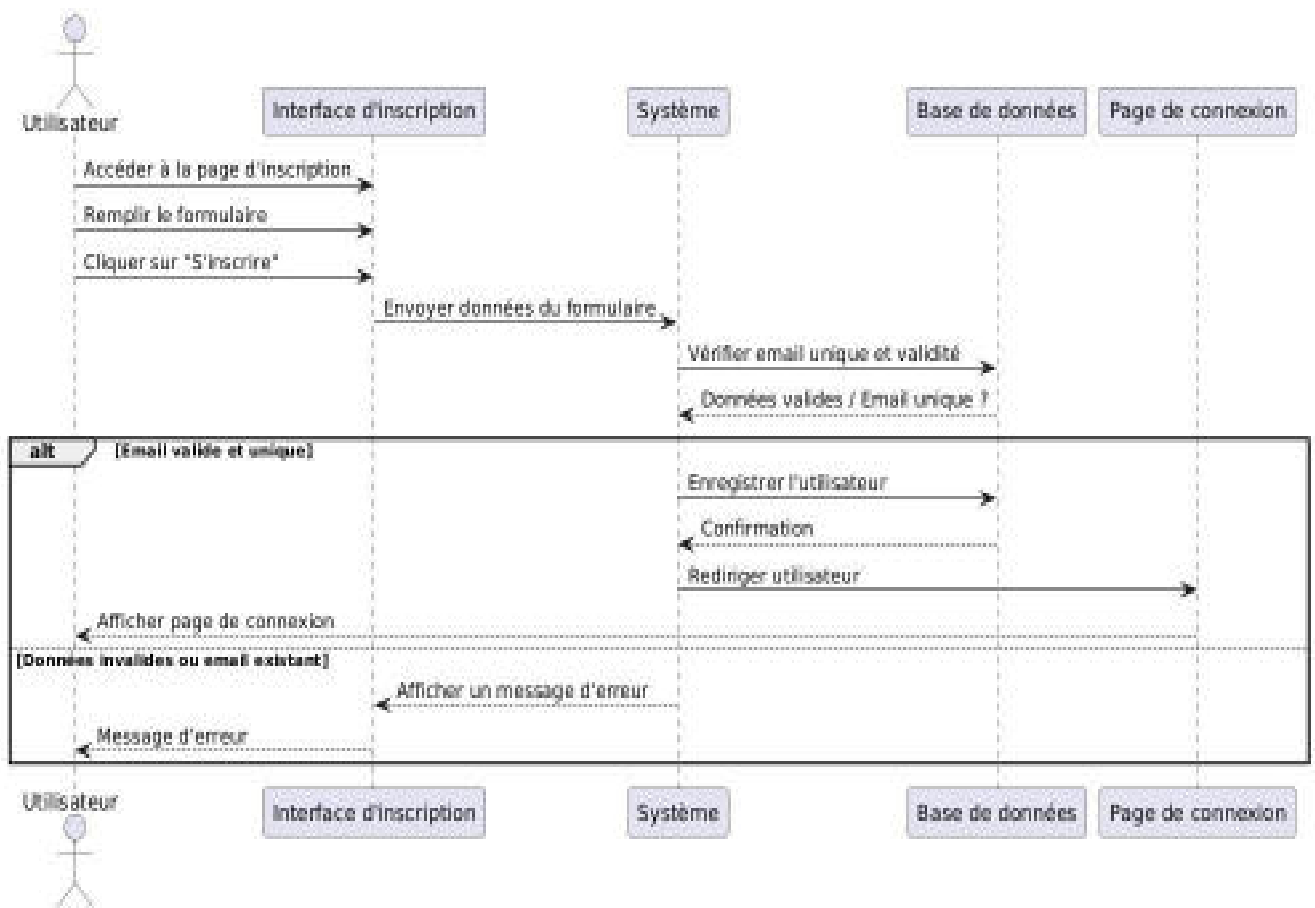 Utilisateur
Interface d'inscription
Système
Base de données
Page de connexion
Accéder à la page d'inscription
Remplir le formulaire
Cliquer sur "S'inscrire"
Envoyer données du formulaire
Vérifier email unique et validité
Données valides / Email unique ?
alt
[Email valide et unique]
Enregistrer l'utilisateur
Confirmation
Rediriger utilisateur
Afficher page de connexion
[Données invalides ou email existant]
Afficher un message d'erreur
Message d'erreur
Utilisateur
Interface d'inscription
Système
Base de données
Page de connexion